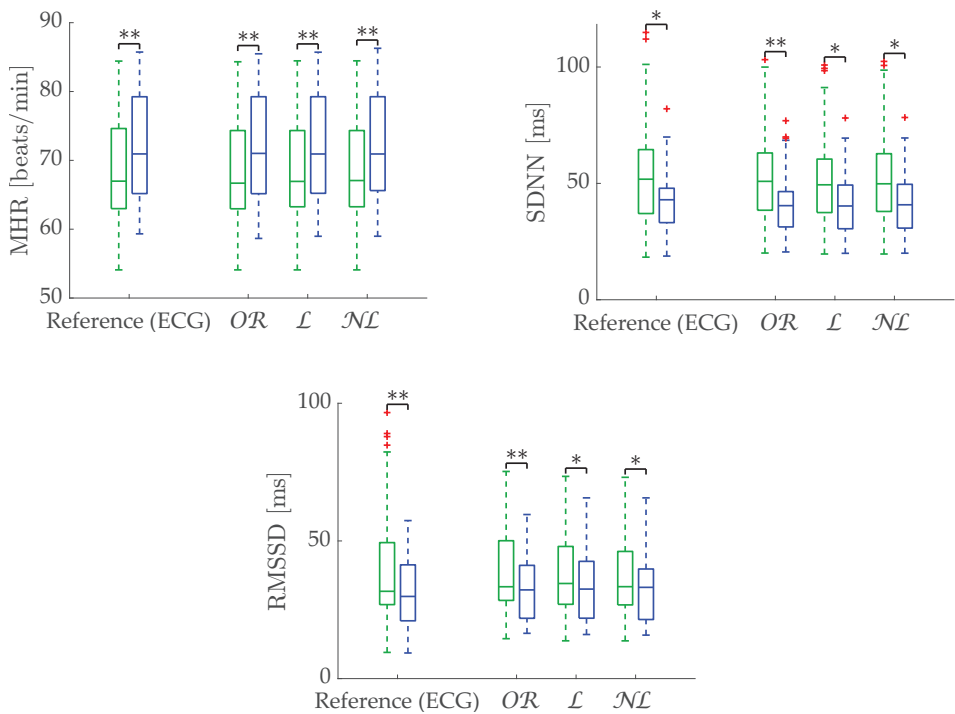 MHR [beats/min]
90
80
70
60
50
** ** ** **
Reference (ECG) 𝒪ℛ ℒ 𝒩ℒ
SDNN [ms]
100
50
0
* ** * *
Reference (ECG) 𝒪ℛ ℒ 𝒩ℒ
RMSSD [ms]
100
50
0
** ** * *
Reference (ECG) 𝒪ℛ ℒ 𝒩ℒ